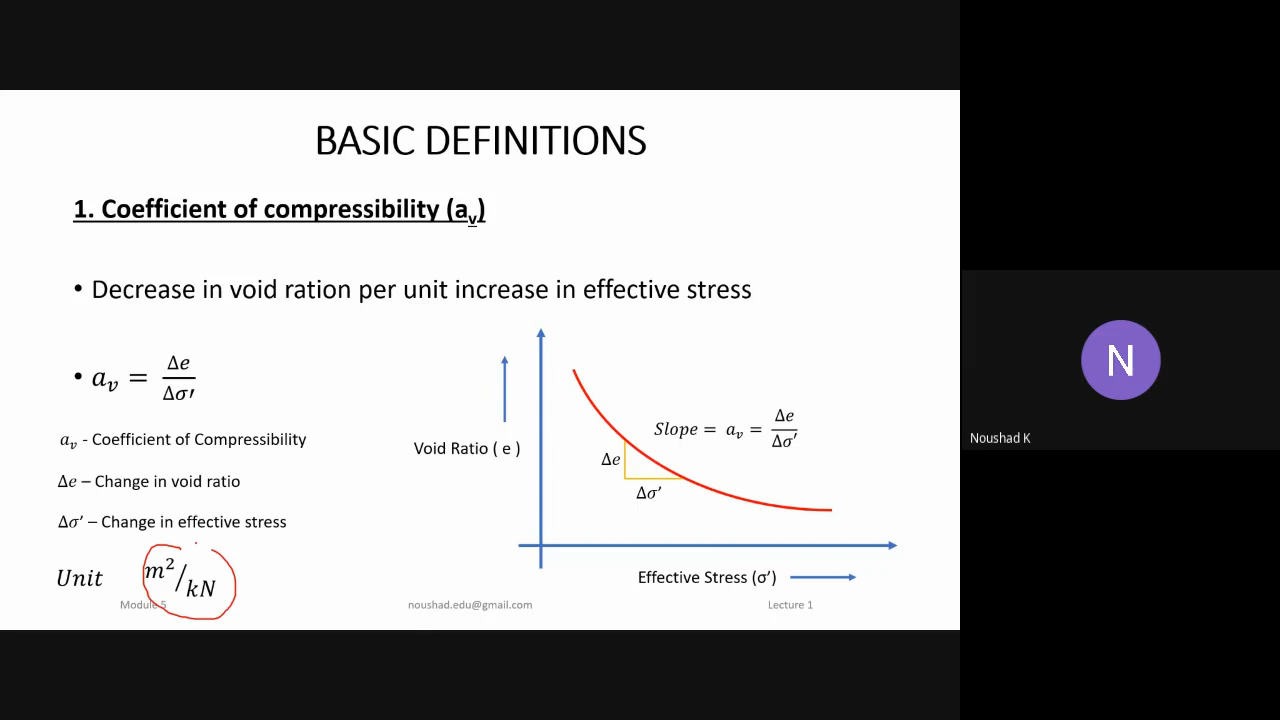 BASIC DEFINITIONS
1. Coefficient of compressibility (aᵥ)
• Decrease in void ration per unit increase in effective stress
• aᵥ = Δe/Δσ′
aᵥ - Coefficient of Compressibility
Δe – Change in void ratio
Δσ′ – Change in effective stress
Unit m²/kN
Void Ratio ( e )
Slope = aᵥ = Δe/Δσ′
Δe
Δσ′
Effective Stress (σ′)
Module 5
noushad.edu@gmail.com
Lecture 1
N
Noushad K